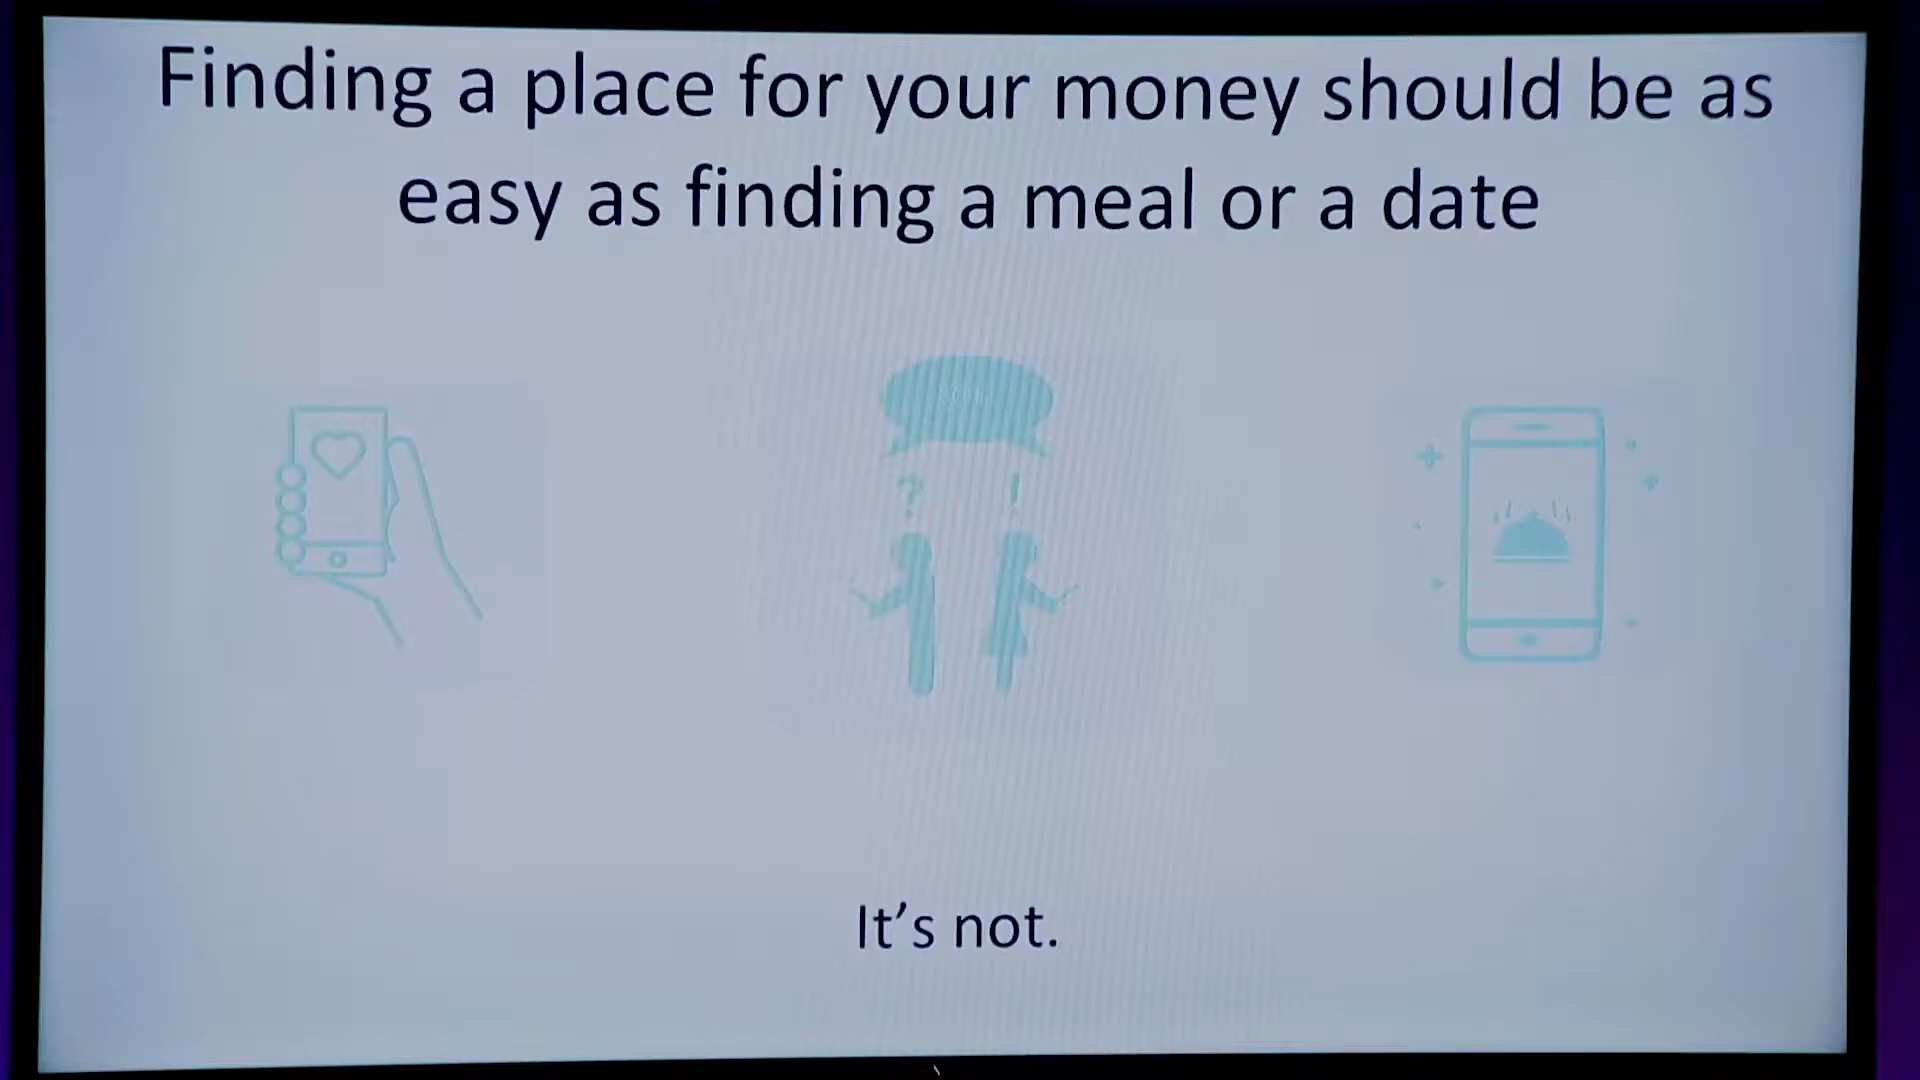 Finding a place for your money should be as
easy as finding a meal or a date
?
!
It’s not.